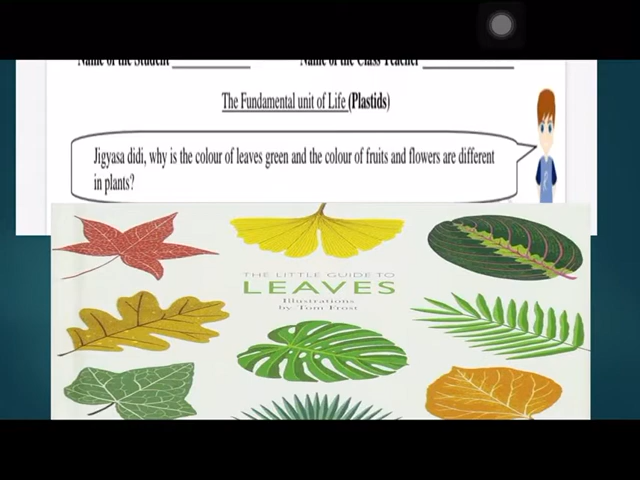 Name of the Student
Name of the Class Teacher
The Fundamental unit of Life (Plastids)
Jigyasa didi, why is the colour of leaves green and the colour of fruits and flowers are different
in plants?
THE LITTLE GUIDE TO
LEAVES
Illustrations
by Tom Frost